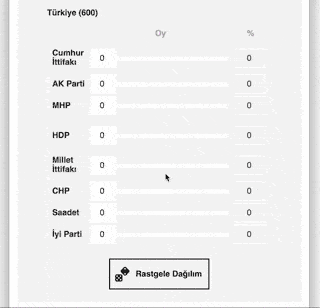 Türkiye (600)
Oy %
Cumhur
İttifakı 0 0
AK Parti 0 0
MHP 0 0
HDP 0 0
Millet
İttifakı 0 0
CHP 0 0
Saadet 0 0
İyi Parti 0 0
Rastgele Dağılım